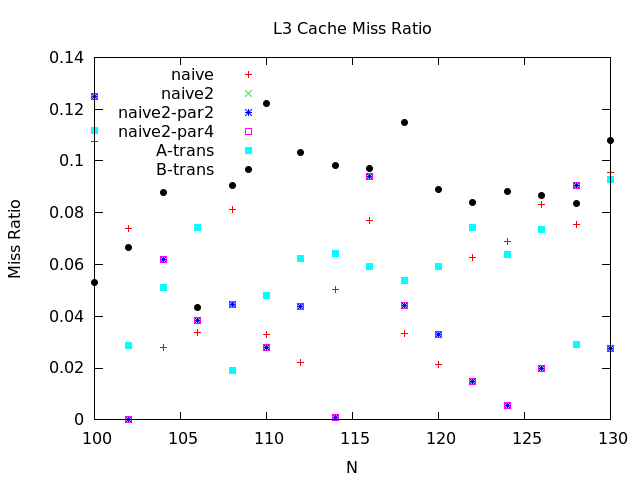 L3 Cache Miss Ratio
0.14
0.12
0.1
0.08
0.06
0.04
0.02
0
Miss Ratio
naive
naive2
naive2-par2
naive2-par4
A-trans
B-trans
100 105 110 115 120 125 130
N